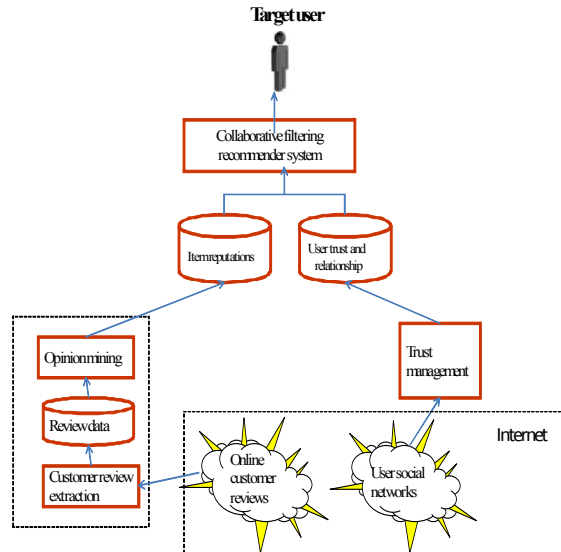 Target user
Collaborative filtering
recommender system
Item reputations
User trust and
relationship
Opinion mining
Trust
management
Review data
Internet
Online
customer
reviews
User social
networks
Customer review
extraction